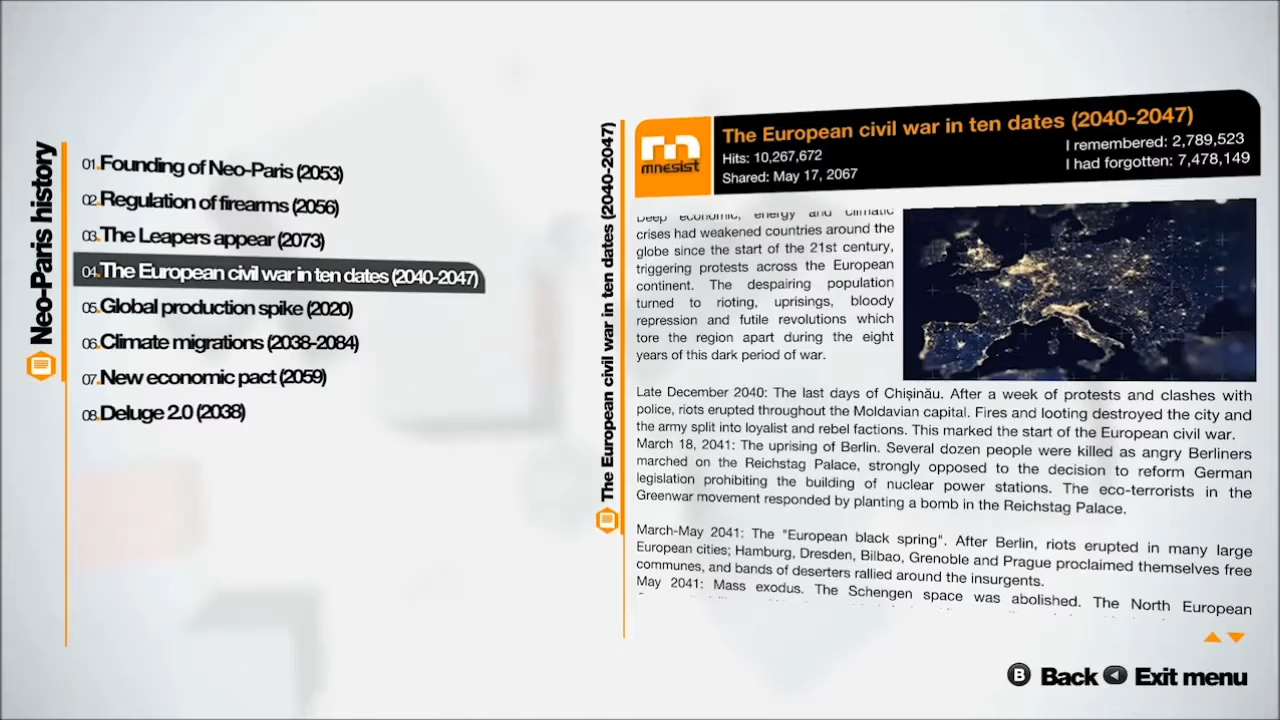 Neo-Paris history
01.Founding of Neo-Paris (2053)
02.Regulation of firearms (2056)
03.The Leapers appear (2073)
04.The European civil war in ten dates (2040-2047)
05.Global production spike (2020)
06.Climate migrations (2038-2084)
07.New economic pact (2059)
08.Deluge 2.0 (2038)
The European civil war in ten dates (2040-2047)
mnesist
The European civil war in ten dates (2040-2047)
Hits: 10,267,672
Shared: May 17, 2067
I remembered: 2,789,523
I had forgotten: 7,478,149
Deep economic, energy and climatic
crises had weakened countries around the
globe since the start of the 21st century,
triggering protests across the European
continent. The despairing population
turned to rioting, uprisings, bloody
repression and futile revolutions which
tore the region apart during the eight
years of this dark period of war.
Late December 2040: The last days of Chișinău. After a week of protests and clashes with
police, riots erupted throughout the Moldavian capital. Fires and looting destroyed the city and
the army split into loyalist and rebel factions. This marked the start of the European civil war.
March 18, 2041: The uprising of Berlin. Several dozen people were killed as angry Berliners
marched on the Reichstag Palace, strongly opposed to the decision to reform German
legislation prohibiting the building of nuclear power stations. The eco-terrorists in the
Greenwar movement responded by planting a bomb in the Reichstag Palace.
March-May 2041: The "European black spring". After Berlin, riots erupted in many large
European cities; Hamburg, Dresden, Bilbao, Grenoble and Prague proclaimed themselves free
communes, and bands of deserters rallied around the insurgents.
May 2041: Mass exodus. The Schengen space was abolished. The North European
B Back Exit menu